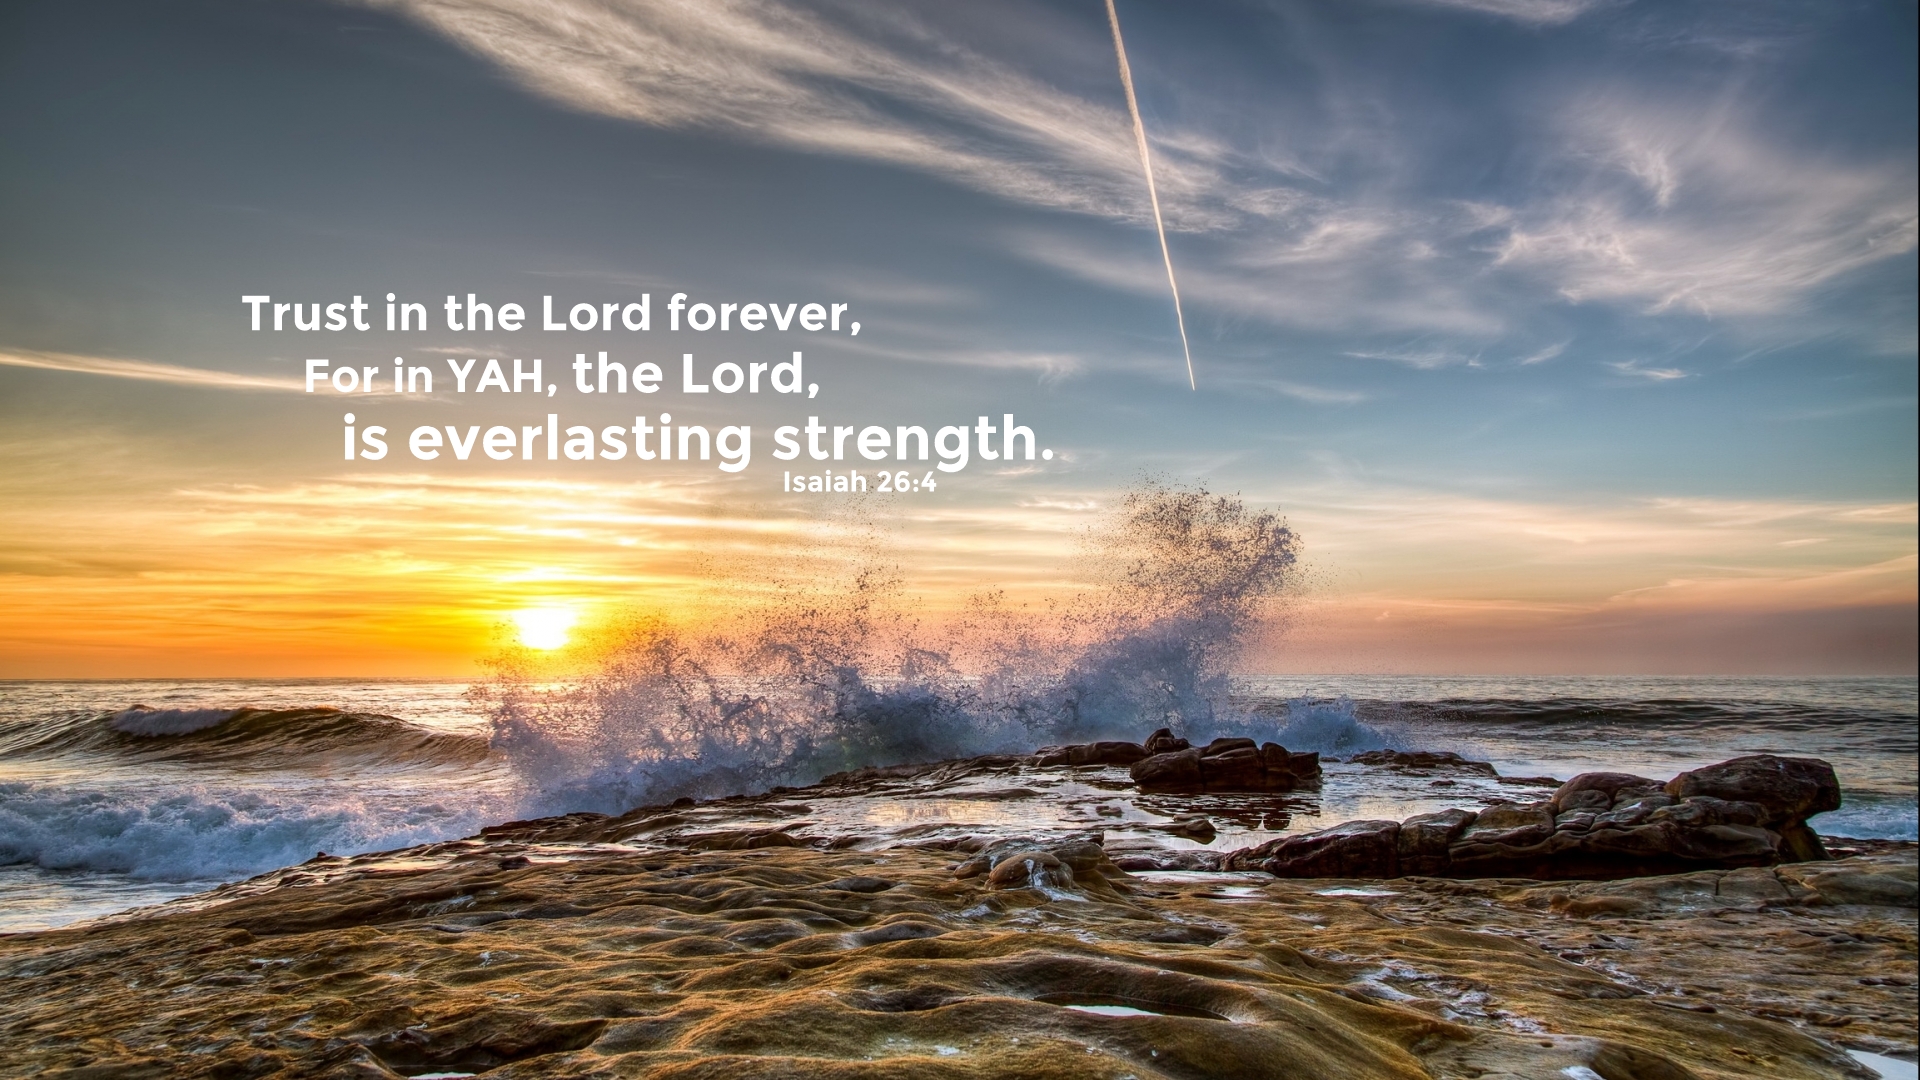 Trust in the Lord forever,
For in YAH, the Lord,
is everlasting strength.
Isaiah 26:4